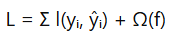 L = Σ l(yᵢ, ŷᵢ) + Ω(f)